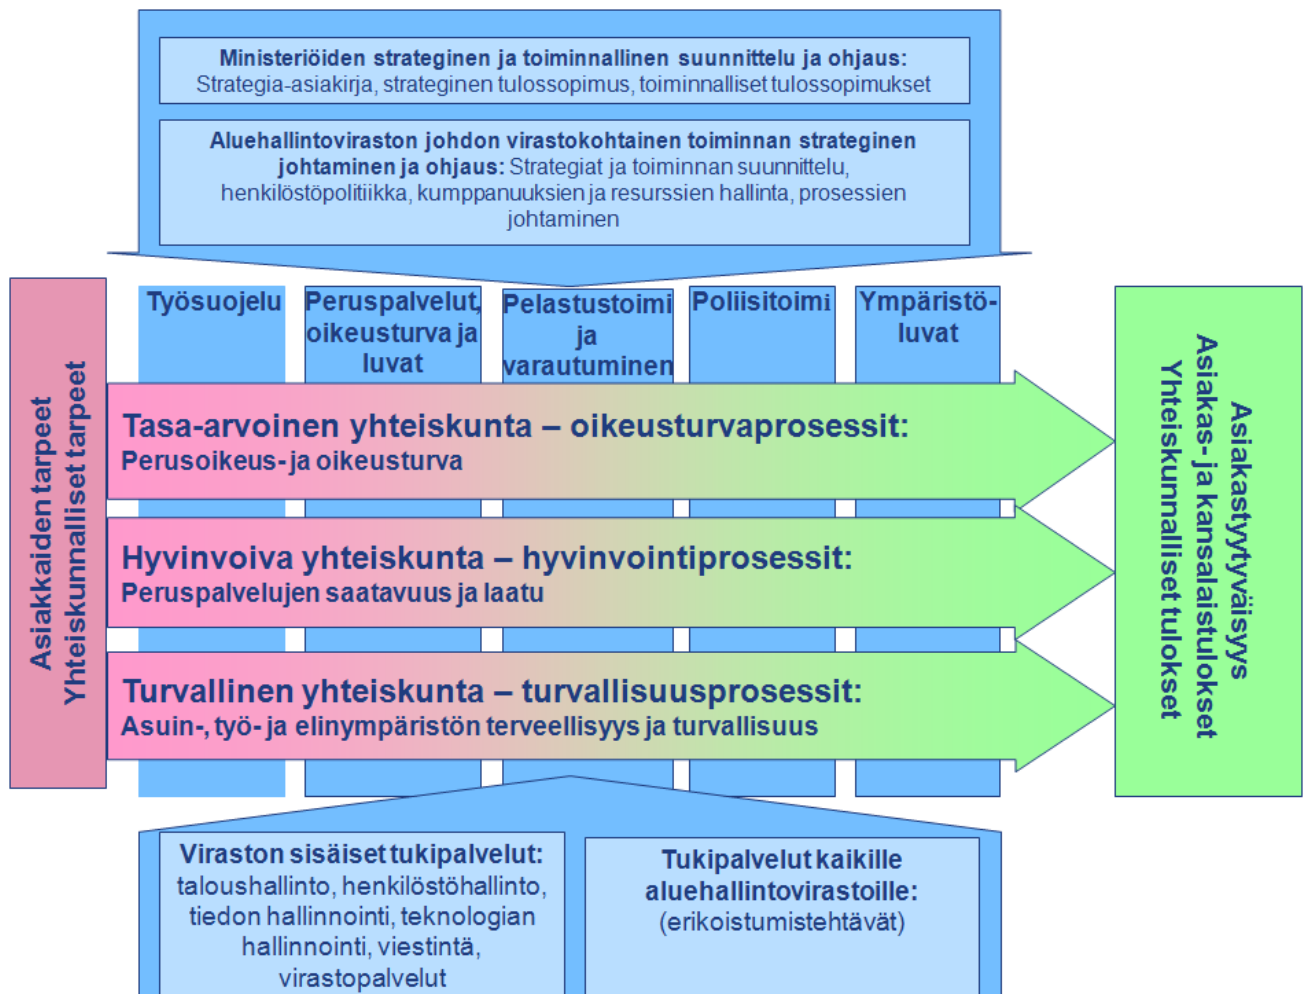 Ministeriöiden strateginen ja toiminnallinen suunnittelu ja ohjaus:
Strategia-asiakirja, strateginen tulossopimus, toiminnalliset tulossopimukset
Aluehallintoviraston johdon virastokohtainen toiminnan strateginen
johtaminen ja ohjaus: Strategiat ja toiminnan suunnittelu,
henkilöstöpolitiikka, kumppanuuksien ja resurssien hallinta, prosessien
johtaminen
Asiakkaiden tarpeet
Yhteiskunnalliset tarpeet
Työsuojelu
Peruspalvelut,
oikeusturva ja
luvat
Pelastustoimi
ja
varautuminen
Poliisitoimi
Ympäristö-
luvat
Tasa-arvoinen yhteiskunta – oikeusturvaprosessit:
Perusoikeus- ja oikeusturva
Hyvinvoiva yhteiskunta – hyvinvointiprosessit:
Peruspalvelujen saatavuus ja laatu
Turvallinen yhteiskunta – turvallisuusprosessit:
Asuin-, työ- ja elinympäristön terveellisyys ja turvallisuus
Asiakastyytyväisyys
Asiakas- ja kansalaistulokset
Yhteiskunnalliset tulokset
Viraston sisäiset tukipalvelut:
taloushallinto, henkilöstöhallinto,
tiedon hallinnointi, teknologian
hallinnointi, viestintä,
virastopalvelut
Tukipalvelut kaikille
aluehallintovirastoille:
(erikoistumistehtävät)